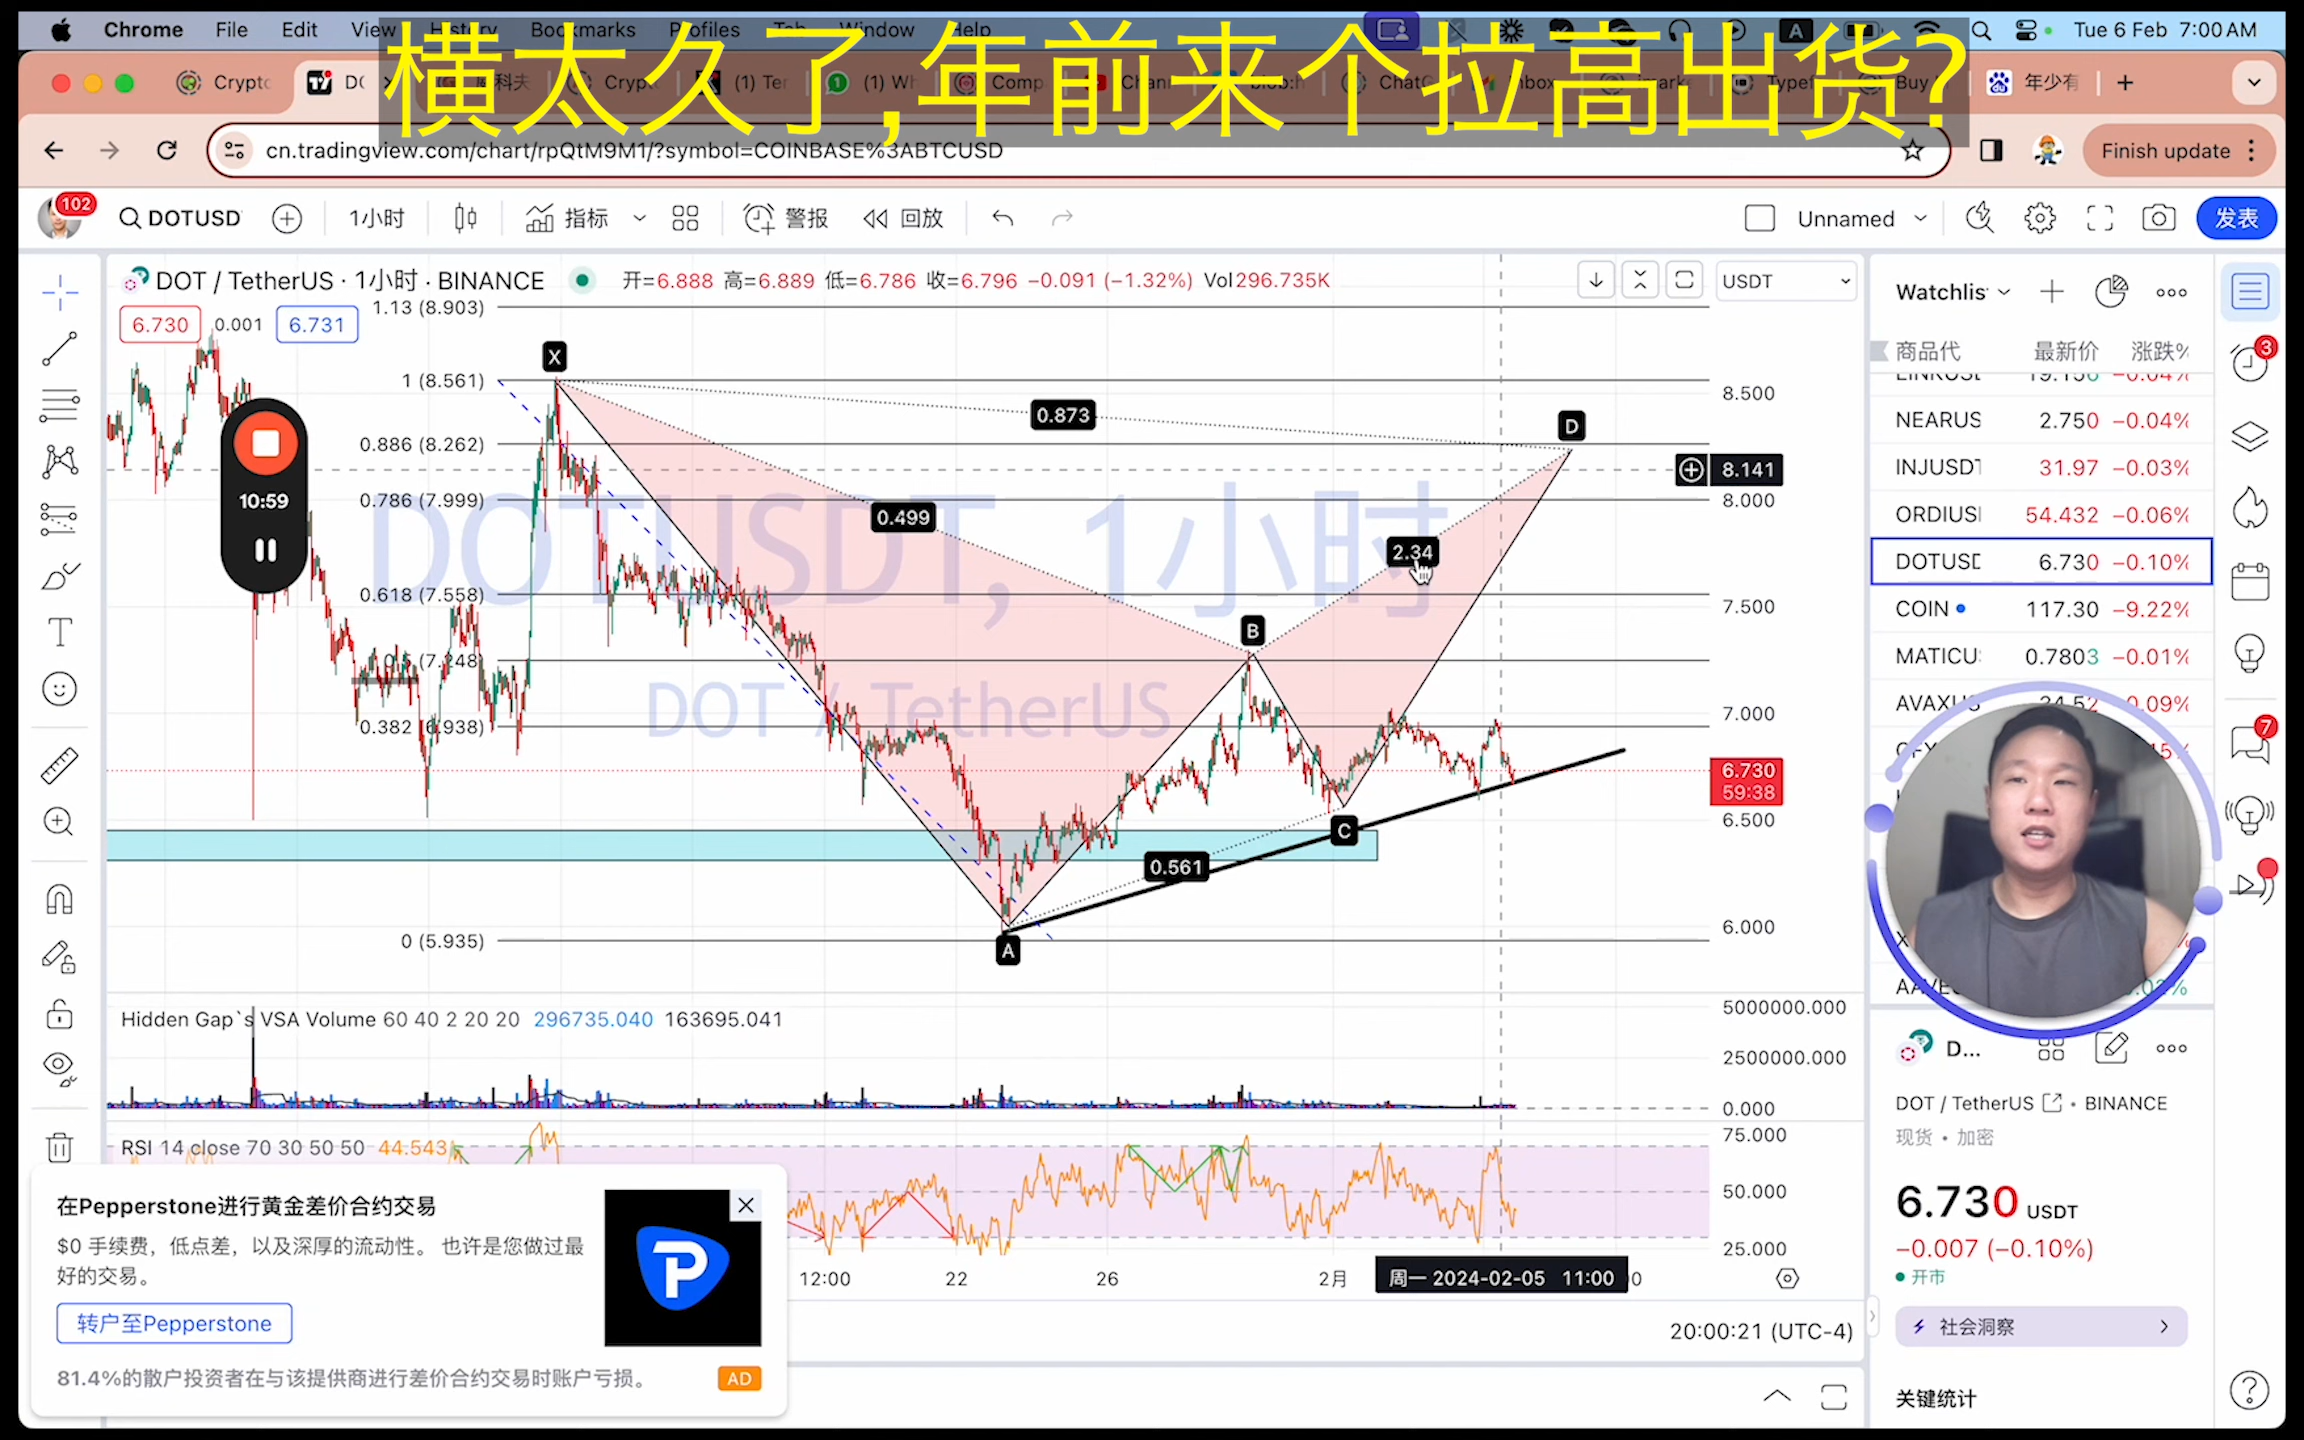 横太久了,年前来个拉高出货?
Chrome File Edit View History Bookmarks Profiles Tab Window Help
Tue 6 Feb 7:00 AM
年少有
cn.tradingview.com/chart/rpQtM9M1/?symbol=COINBASE%3ABTCUSD
Finish update
102
DOTUSD
1小时
指标
警报
回放
Unnamed
发表
DOT / TetherUS · 1小时 · BINANCE
开=6.888 高=6.889 低=6.786 收=6.796 −0.091 (−1.32%) Vol296.735K
USDT
6.730 0.001 6.731
1.13 (8.903)
1 (8.561)
0.886 (8.262)
0.786 (7.999)
0.618 (7.558)
0.382 (6.938)
0 (5.935)
10:59
X
0.873
D
0.499
2.34
B
C
0.561
A
DOTUSDT, 1小时
DOT / TetherUS
8.500
8.141
8.000
7.500
7.000
6.730
59:38
6.500
6.000
Hidden Gap`s VSA Volume 60 40 2 20 20 296735.040 163695.041
5000000.000
2500000.000
0.000
RSI 14 close 70 30 50 50 44.543
75.000
50.000
25.000
12:00 22 26 2月
周一 2024-02-05 11:00
20:00:21 (UTC-4)
在Pepperstone进行黄金差价合约交易
$0 手续费，低点差，以及深厚的流动性。 也许是您做过最
好的交易。
转户至Pepperstone
81.4%的散户投资者在与该提供商进行差价合约交易时账户亏损。
AD
Watchlis
商品代 最新价 涨跌%
NEARUS 2.750 −0.04%
INJUSDT 31.97 −0.03%
ORDIUSI 54.432 −0.06%
DOTUSD 6.730 −0.10%
COIN 117.30 −9.22%
MATICU 0.7803 −0.01%
3
7
D...
DOT / TetherUS • BINANCE
现货 • 加密
6.730 USDT
−0.007 (−0.10%)
开市
社会洞察
关键统计